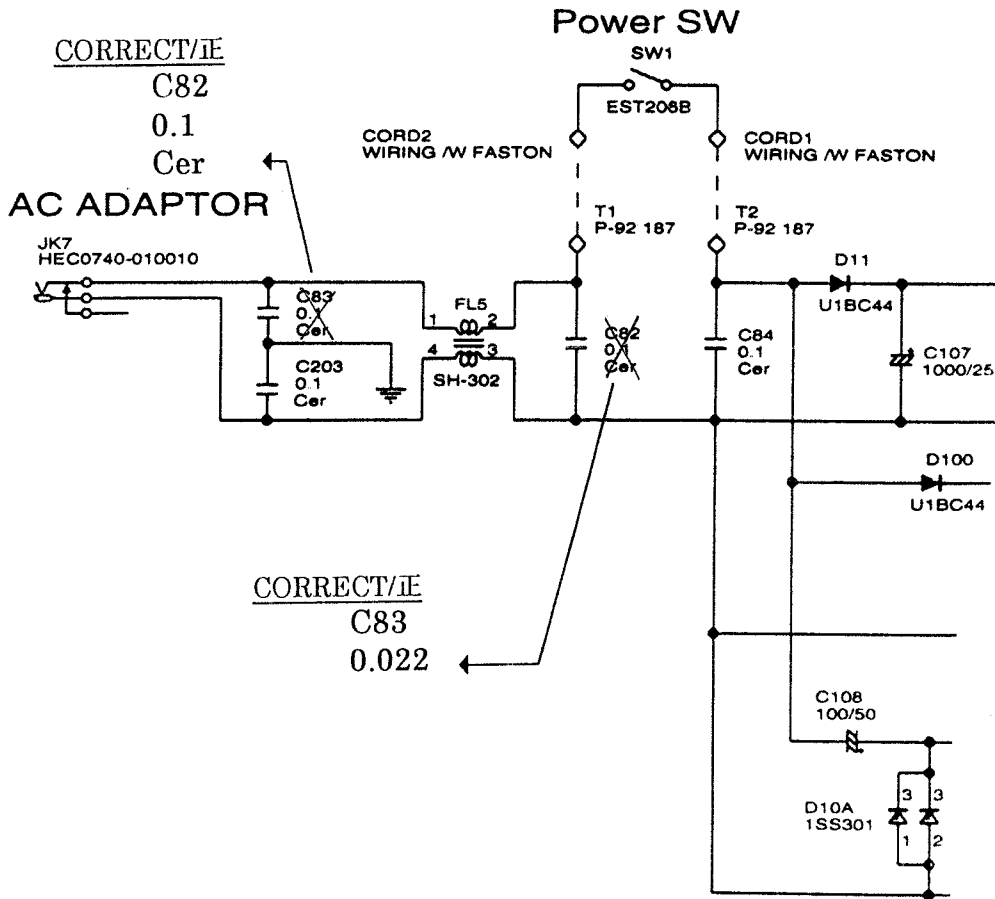 Power SW
CORRECT/正
C82
0.1
Cer
SW1
EST206B
CORD2
WIRING /W FASTON
CORD1
WIRING /W FASTON
AC ADAPTOR
T1
P-92 187
T2
P-92 187
JK7
HEC0740-010010
D11
U1BC44
C83
0.1
Cer
1
FL5
2
4
3
SH-302
C82
0.1
Cer
C84
0.1
Cer
C107
1000/25
C203
0.1
Cer
D100
U1BC44
CORRECT/正
C83
0.022
C108
100/50
D10A
1SS301
3
3
1
2